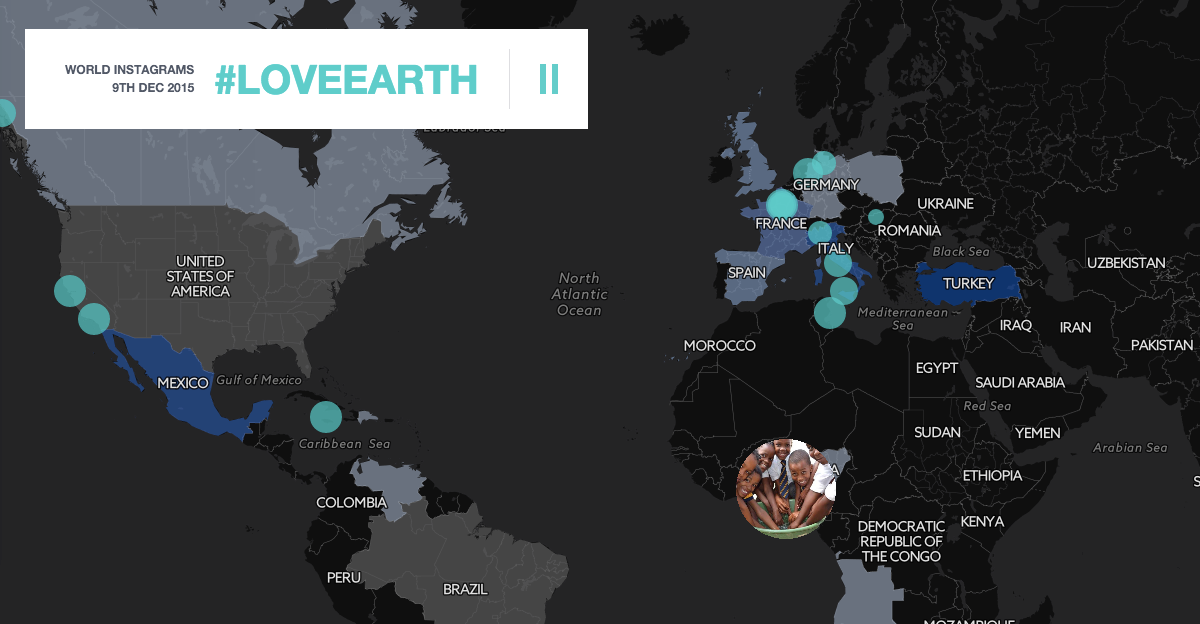 WORLD INSTAGRAMS
9TH DEC 2015
#LOVEEARTH
Labrador Sea
GERMANY
UKRAINE
FRANCE
ROMANIA
ITALY
Black Sea
UNITED
STATES OF
AMERICA
North
Atlantic
Ocean
SPAIN
TURKEY
UZBEKISTAN
Mediterranean
Sea
IRAQ
IRAN
MOROCCO
PAKISTAN
EGYPT
SAUDI ARABIA
MEXICO
Gulf of Mexico
Red Sea
SUDAN
YEMEN
Caribbean Sea
Arabian Sea
A
ETHIOPIA
S
COLOMBIA
KENYA
DEMOCRATIC
REPUBLIC OF
THE CONGO
PERU
BRAZIL
MOZAMBIQUE